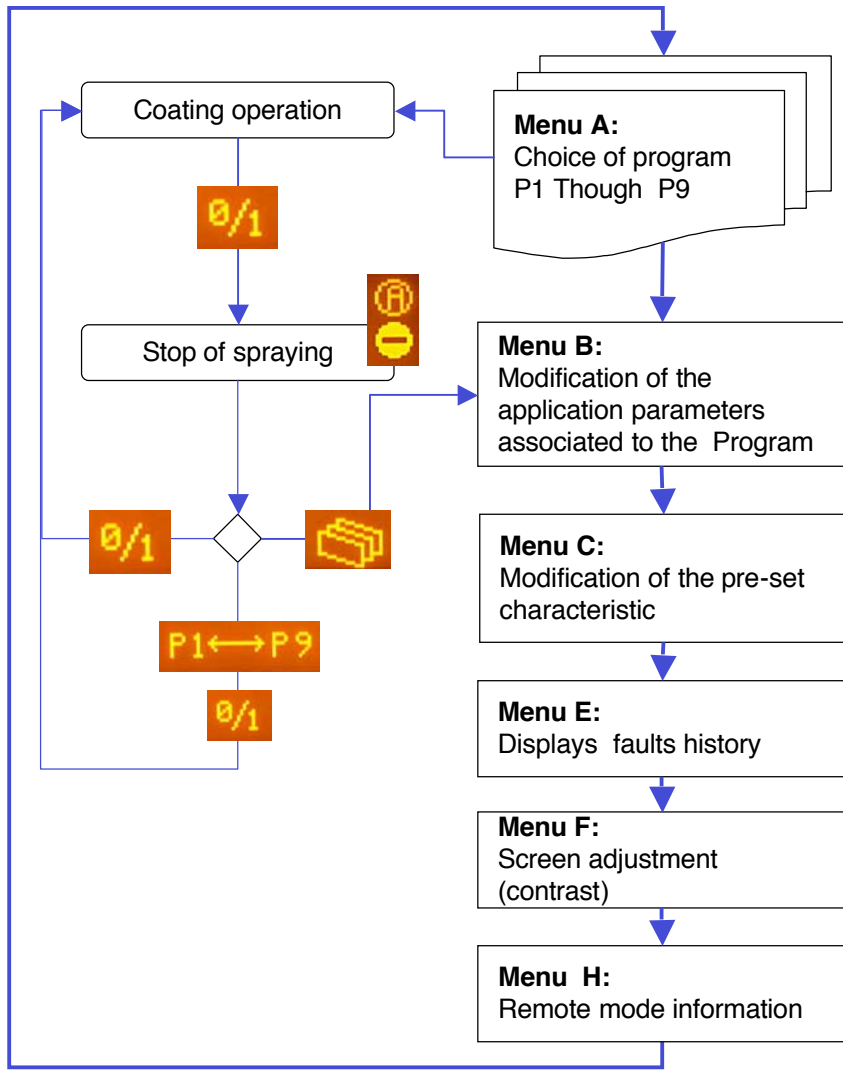 Coating operation
Menu A:
Choice of program
P1 Though P9
0/1
A
Stop of spraying
Menu B:
Modification of the
application parameters
associated to the Program
0/1
Menu C:
Modification of the pre-set
characteristic
P1⟷P9
0/1
Menu E:
Displays faults history
Menu F:
Screen adjustment
(contrast)
Menu H:
Remote mode information